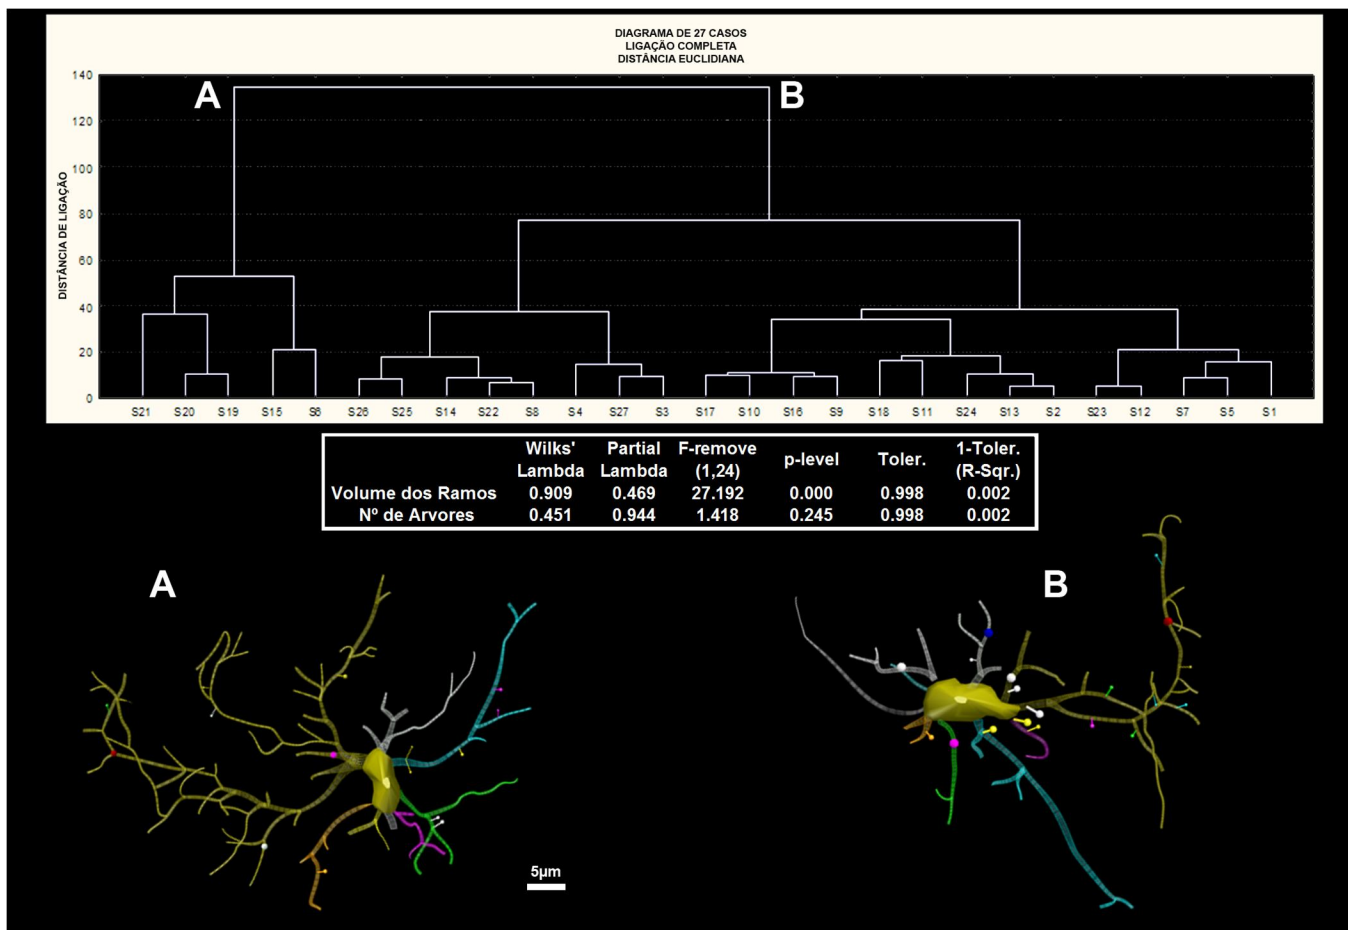 DIAGRAMA DE 27 CASOS
LIGAÇÃO COMPLETA
DISTÂNCIA EUCLIDIANA
DISTÂNCIA DE LIGAÇÃO
140
120
100
80
60
40
20
0
A B
S21 S20 S19 S15 S6 S26 S25 S14 S22 S8 S4 S27 S3 S17 S10 S16 S9 S18 S11 S24 S13 S2 S23 S12 S7 S5 S1
Wilks' Partial F-remove 1-Toler.
Lambda Lambda (1,24) p-level Toler. (R-Sqr.)
Volume dos Ramos 0.909 0.469 27.192 0.000 0.998 0.002
Nº de Arvores 0.451 0.944 1.418 0.245 0.998 0.002
A B
5µm